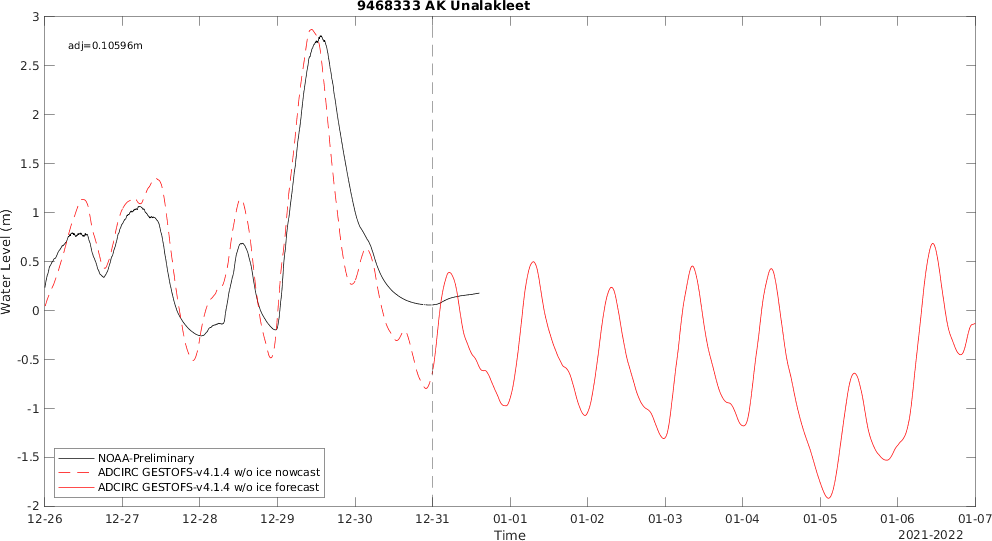 9468333 AK Unalakleet
adj=0.10596m
Water Level (m)
3
2.5
2
1.5
1
0.5
0
-0.5
-1
-1.5
-2
NOAA-Preliminary
ADCIRC GESTOFS-v4.1.4 w/o ice nowcast
ADCIRC GESTOFS-v4.1.4 w/o ice forecast
12-26 12-27 12-28 12-29 12-30 12-31 01-01 01-02 01-03 01-04 01-05 01-06 01-07
Time
2021-2022